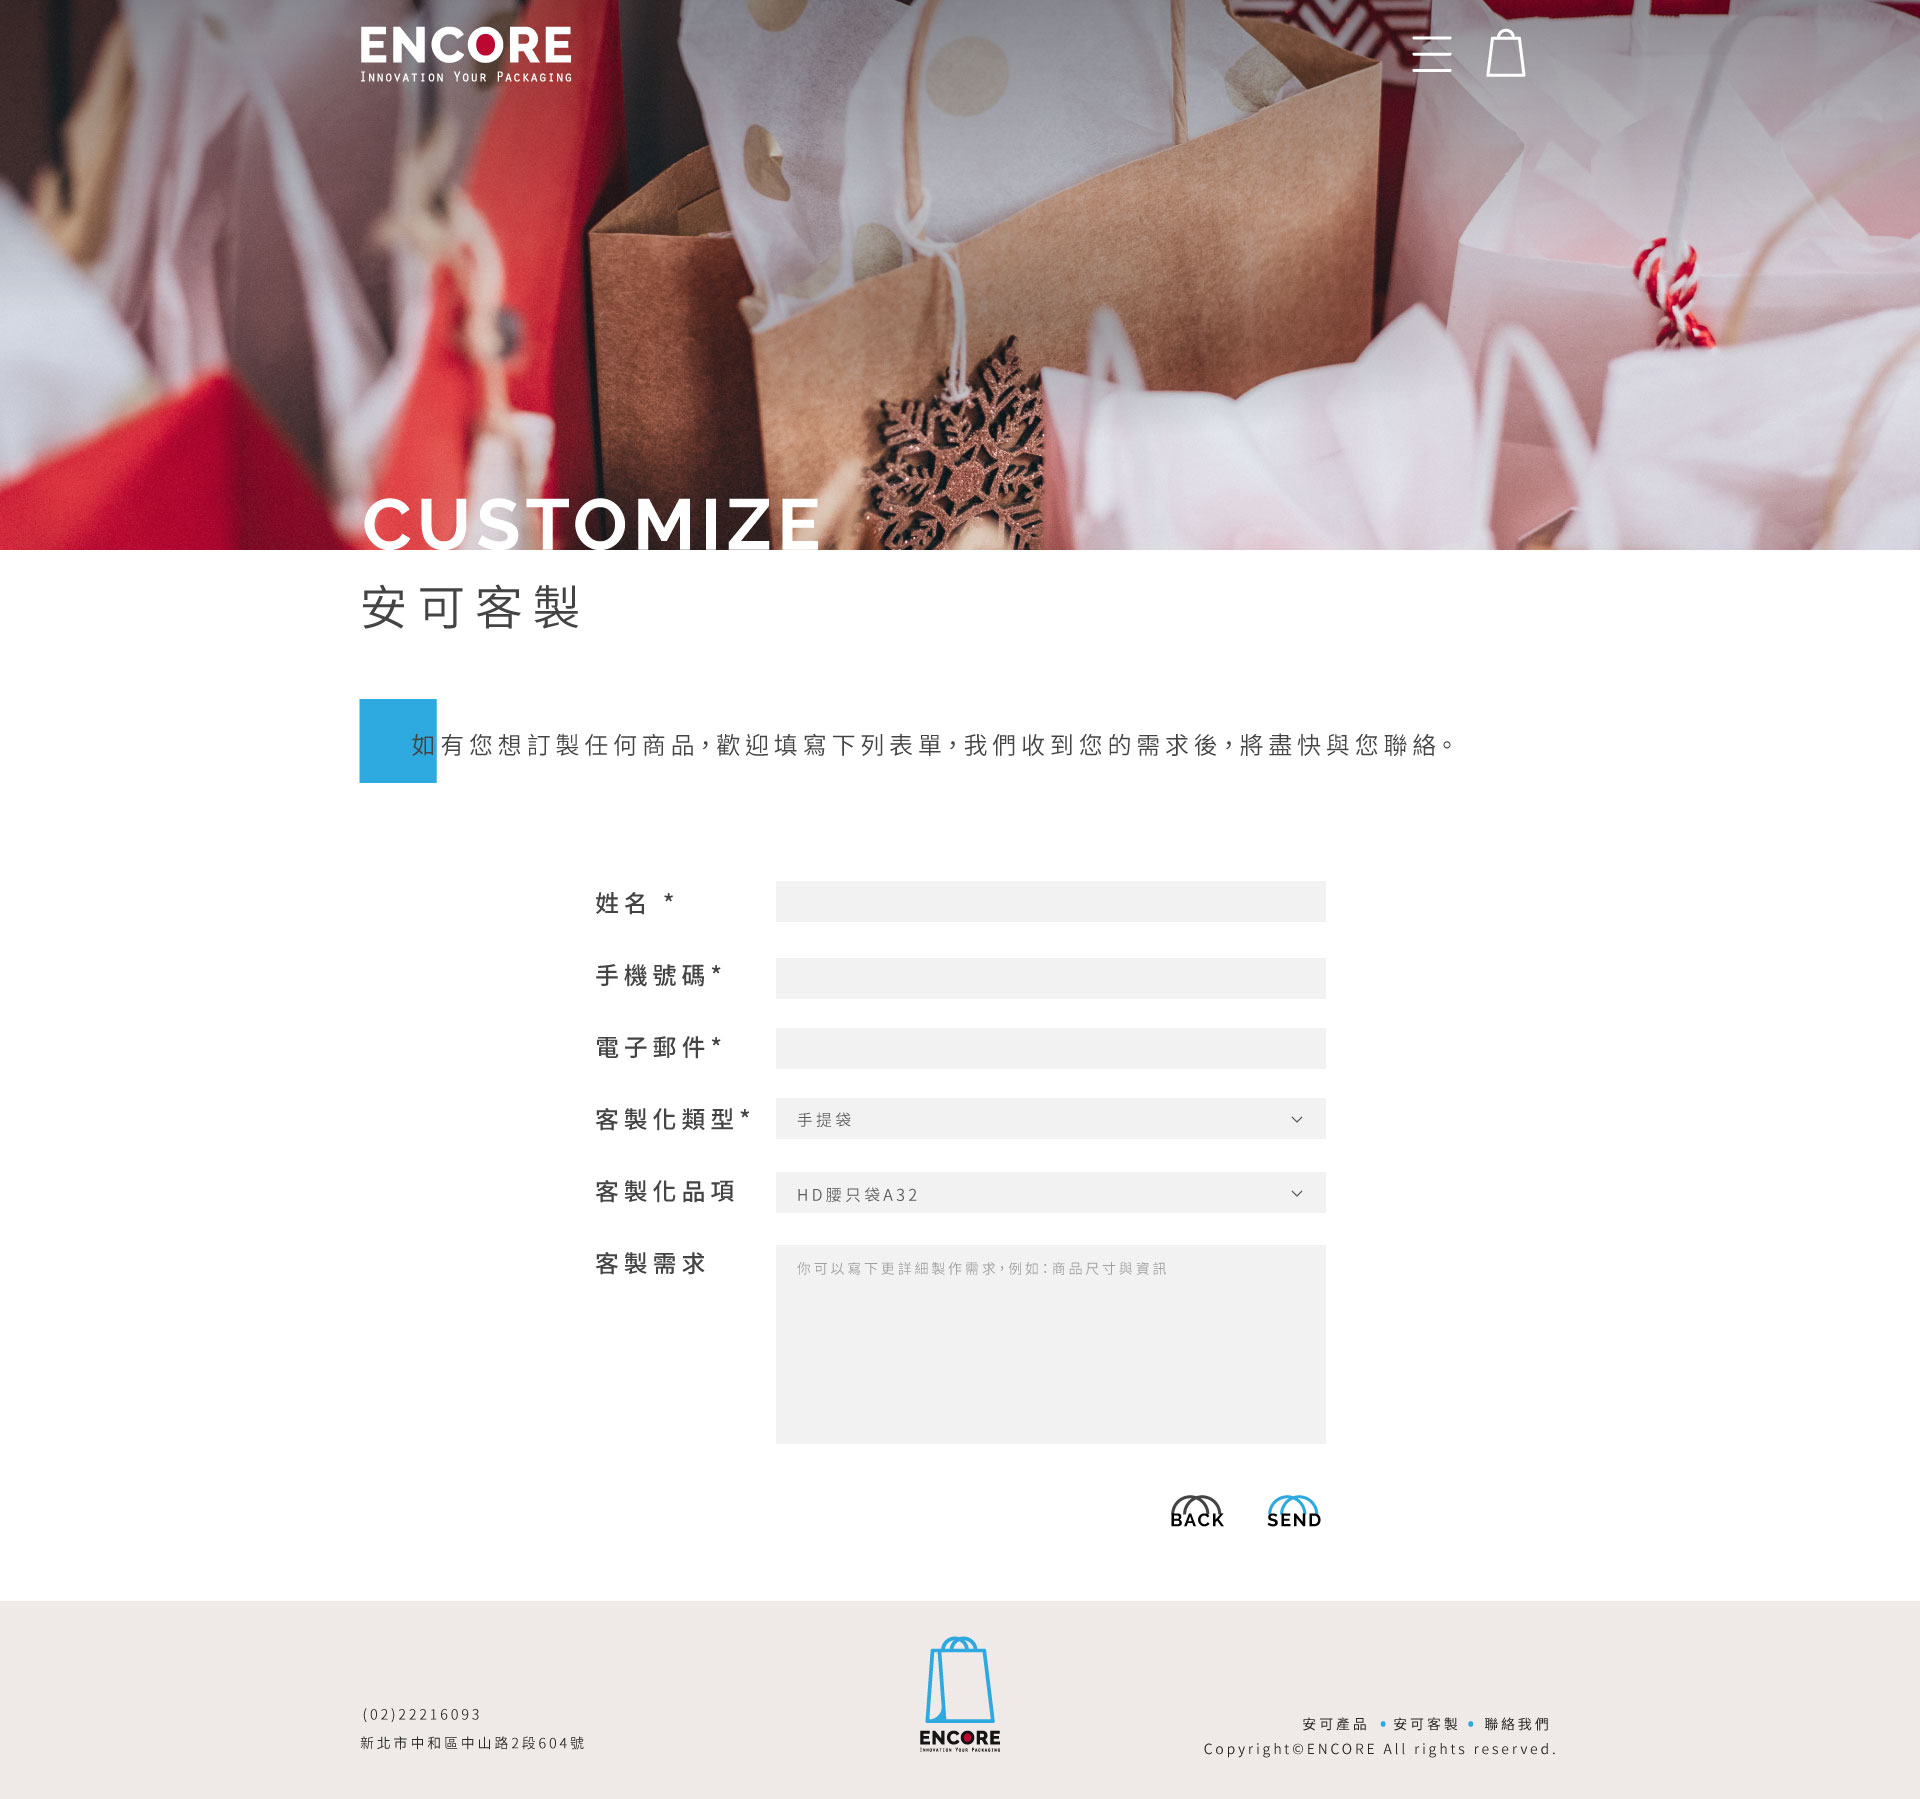 ENCORE
INNOVATION YOUR PACKAGING
CUSTOMIZE
安可客製
如有您想訂製任何商品，歡迎填寫下列表單，我們收到您的需求後，將盡快與您聯絡。
姓名 *
手機號碼*
電子郵件*
客製化類型* 手提袋
客製化品項 HD腰只袋A32
客製需求 你可以寫下更詳細製作需求，例如：商品尺寸與資訊
BACK SEND
(02)22216093
新北市中和區中山路2段604號
ENCORE
INNOVATION YOUR PACKAGING
安可產品 • 安可客製 • 聯絡我們
Copyright©ENCORE All rights reserved.